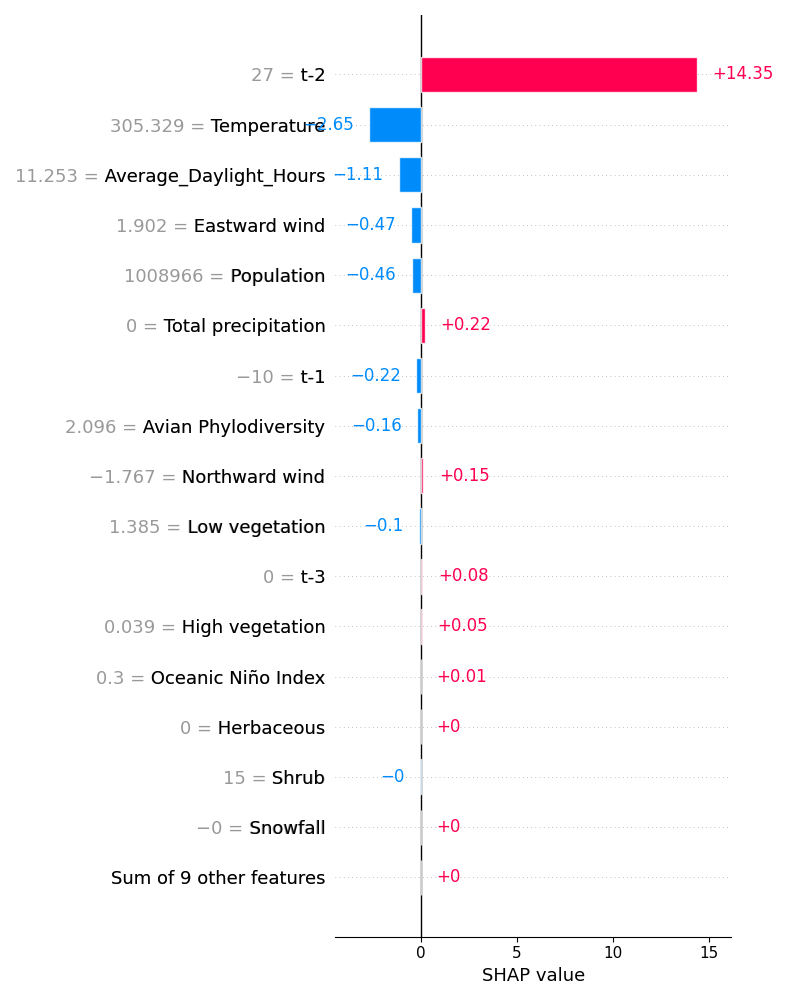 27 = t-2
+14.35
305.329 = Temperature
−2.65
11.253 = Average_Daylight_Hours
−1.11
1.902 = Eastward wind
−0.47
1008966 = Population
−0.46
0 = Total precipitation
+0.22
−10 = t-1
−0.22
2.096 = Avian Phylodiversity
−0.16
−1.767 = Northward wind
+0.15
1.385 = Low vegetation
−0.1
0 = t-3
+0.08
0.039 = High vegetation
+0.05
0.3 = Oceanic Niño Index
+0.01
0 = Herbaceous
+0
15 = Shrub
−0
−0 = Snowfall
+0
Sum of 9 other features
+0
0 5 10 15
SHAP value